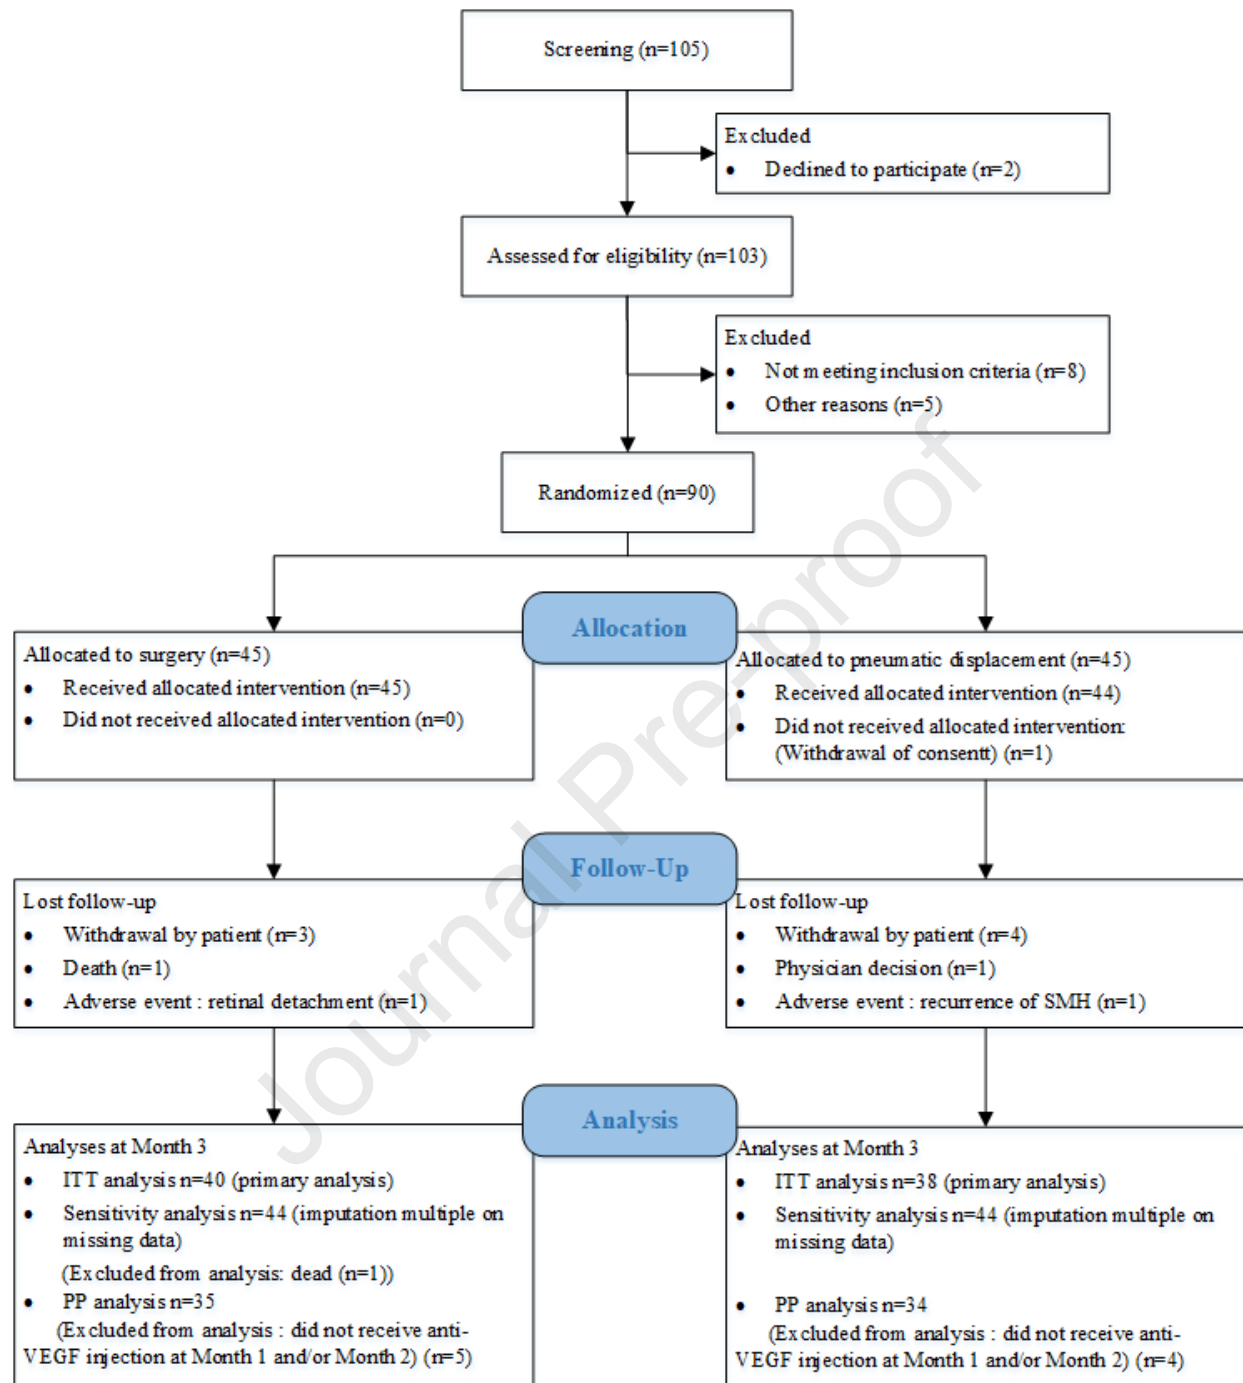 Screening (n=105)
Excluded
• Declined to participate (n=2)
Assessed for eligibility (n=103)
Excluded
• Not meeting inclusion criteria (n=8)
• Other reasons (n=5)
Randomized (n=90)
Allocation
Allocated to surgery (n=45)
• Received allocated intervention (n=45)
• Did not received allocated intervention (n=0)
Allocated to pneumatic displacement (n=45)
• Received allocated intervention (n=44)
• Did not received allocated intervention:
(Withdrawal of consentt) (n=1)
Follow-Up
Lost follow-up
• Withdrawal by patient (n=3)
• Death (n=1)
• Adverse event : retinal detachment (n=1)
Lost follow-up
• Withdrawal by patient (n=4)
• Physician decision (n=1)
• Adverse event : recurrence of SMH (n=1)
Analysis
Analyses at Month 3
• ITT analysis n=40 (primary analysis)
• Sensitivity analysis n=44 (imputation multiple on
missing data)
(Excluded from analysis: dead (n=1))
• PP analysis n=35
(Excluded from analysis : did not receive anti-
VEGF injection at Month 1 and/or Month 2) (n=5)
Analyses at Month 3
• ITT analysis n=38 (primary analysis)
• Sensitivity analysis n=44 (imputation multiple on
missing data)
• PP analysis n=34
(Excluded from analysis : did not receive anti-
VEGF injection at Month 1 and/or Month 2) (n=4)
Journal Pre-proof